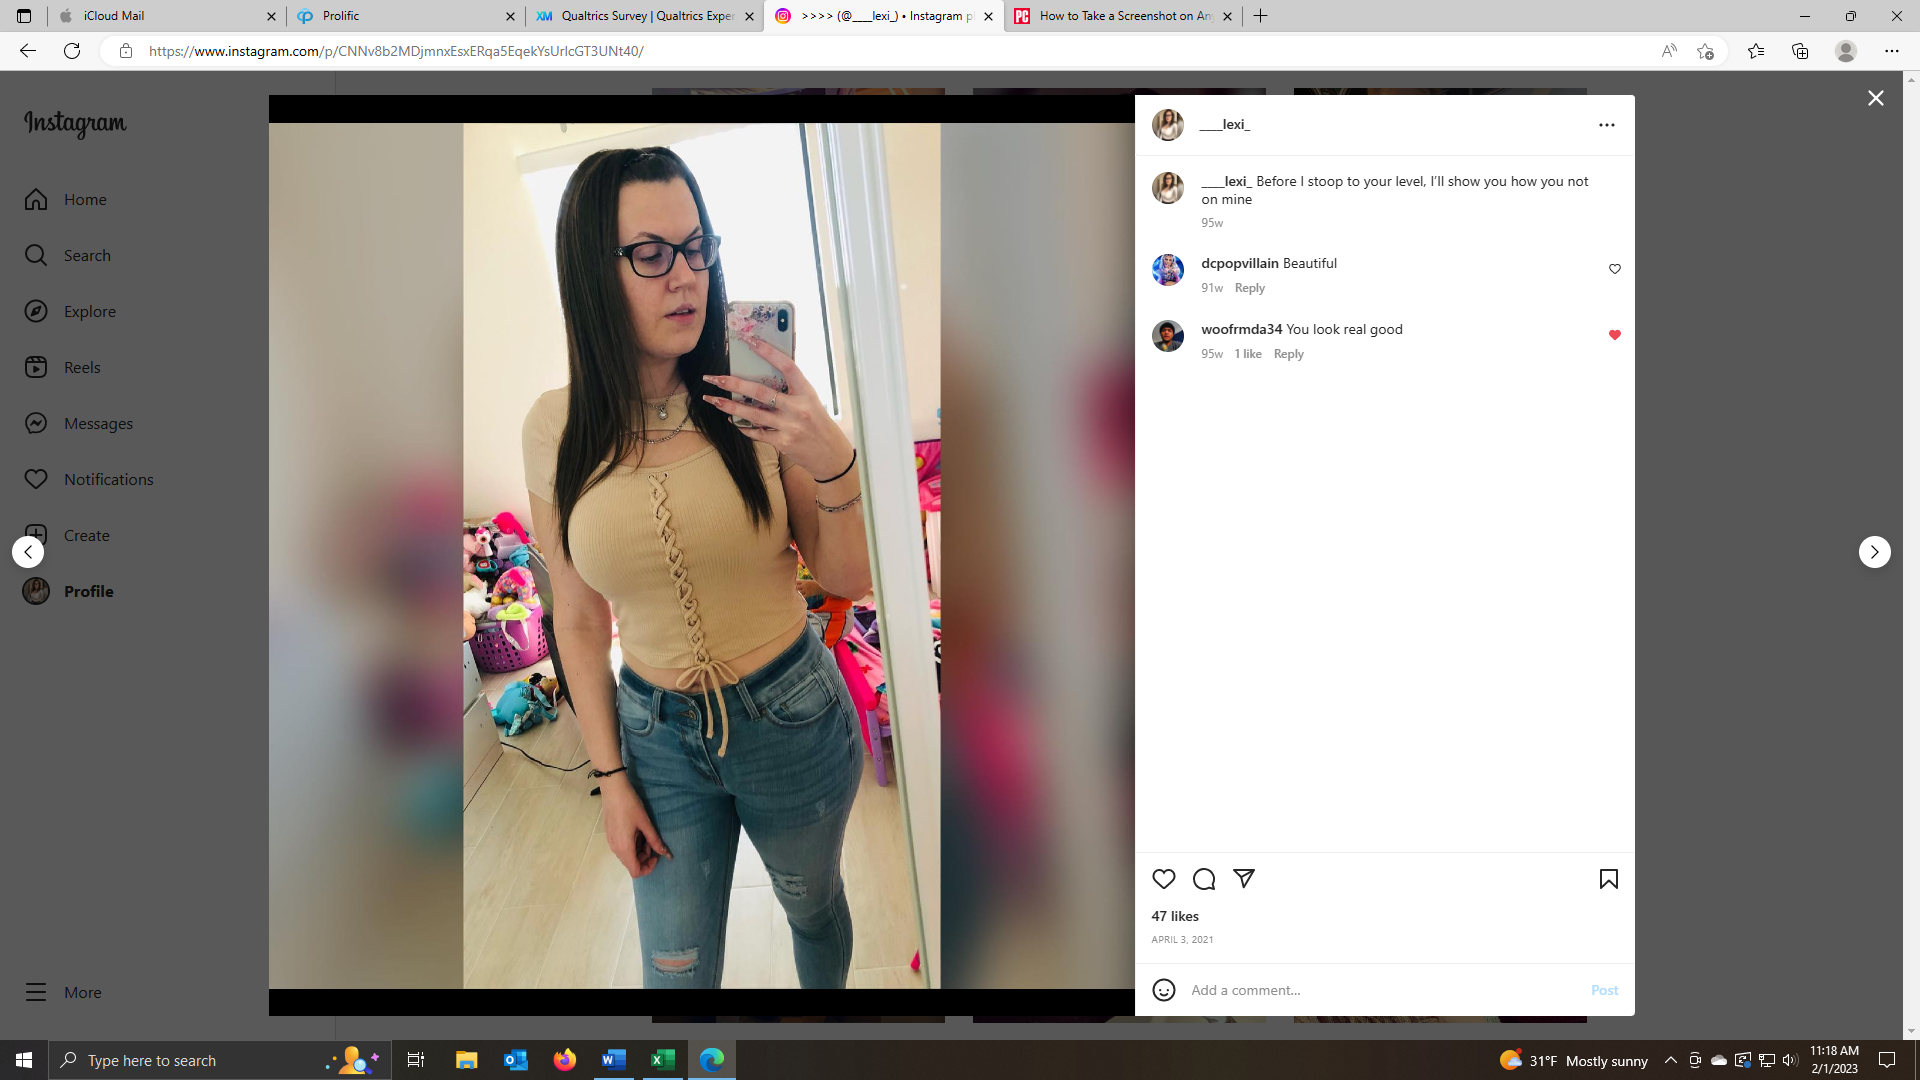 iCloud Mail
Prolific
Qualtrics Survey | Qualtrics Exper
>>>> (@____lexi_) • Instagram p
How to Take a Screenshot on An
https://www.instagram.com/p/CNNv8b2MDjmnxEsxERqa5EqekYsUrIcGT3UNt40/
Instagram
Home
Search
Explore
Reels
Messages
Notifications
Create
Profile
More
____lexi_
____lexi_ Before I stoop to your level, I’ll show you how you not
on mine
95w
dcpopvillain Beautiful
91w Reply
woofrmda34 You look real good
95w 1 like Reply
47 likes
APRIL 3, 2021
Add a comment...
Post
Type here to search
31°F Mostly sunny
11:18 AM
2/1/2023